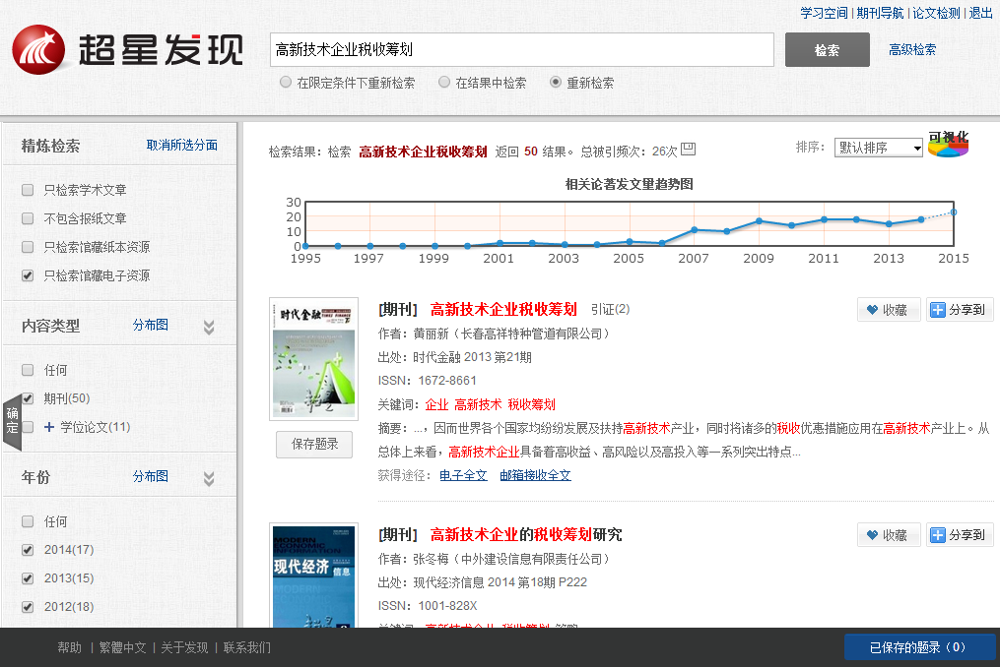 学习空间 | 期刊导航 | 论文检测 | 退出
超星发现
高新技术企业税收筹划
检索
高级检索
在限定条件下重新检索 在结果中检索 重新检索
精炼检索 取消所选分面
只检索学术文章
不包含报纸文章
只检索馆藏纸本资源
只检索馆藏电子资源
内容类型 分布图
任何
期刊(50)
+ 学位论文(11)
确定
年份 分布图
任何
2014(17)
2013(15)
2012(18)
检索结果：检索 高新技术企业税收筹划 返回 50 结果。 总被引频次：26次
排序： 默认排序
可视化
相关论著发文量趋势图
30
20
10
0
1995 1997 1999 2001 2003 2005 2007 2009 2011 2013 2015
时代金融
TIMES FINANCE
保存题录
[期刊] 高新技术企业税收筹划 引证(2)
收藏 分享到
作者：黄丽新（长春高祥特种管道有限公司）
出处：时代金融 2013 第21期
ISSN：1672-8661
关键词：企业 高新技术 税收筹划
摘要：...，因而世界各个国家均纷纷发展及扶持高新技术产业，同时将诸多的税收优惠措施应用在高新技术产业上。从
总体上来看，高新技术企业具备着高收益、高风险以及高投入等一系列突出特点...
获得途径： 电子全文 邮箱接收全文
MODERN
ECONOMIC
INFORMATION
现代经济信息
[期刊] 高新技术企业的税收筹划研究
收藏 分享到
作者：张冬梅（中外建设信息有限责任公司）
出处：现代经济信息 2014 第18期 P222
ISSN：1001-828X
关键词：高新技术企业 税收筹划 策略
帮助 | 繁體中文 | 关于发现 | 联系我们
已保存的题录（0）